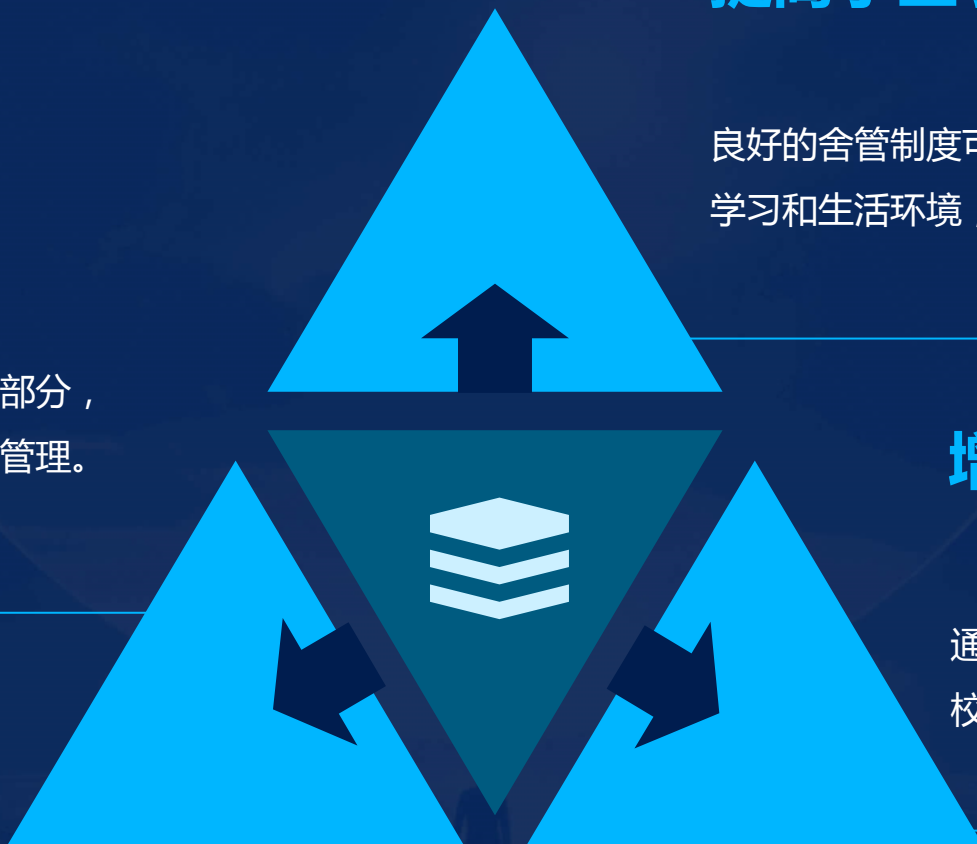 良好的舍管制度
学习和生活环境
部分，
管理。
增
通
校